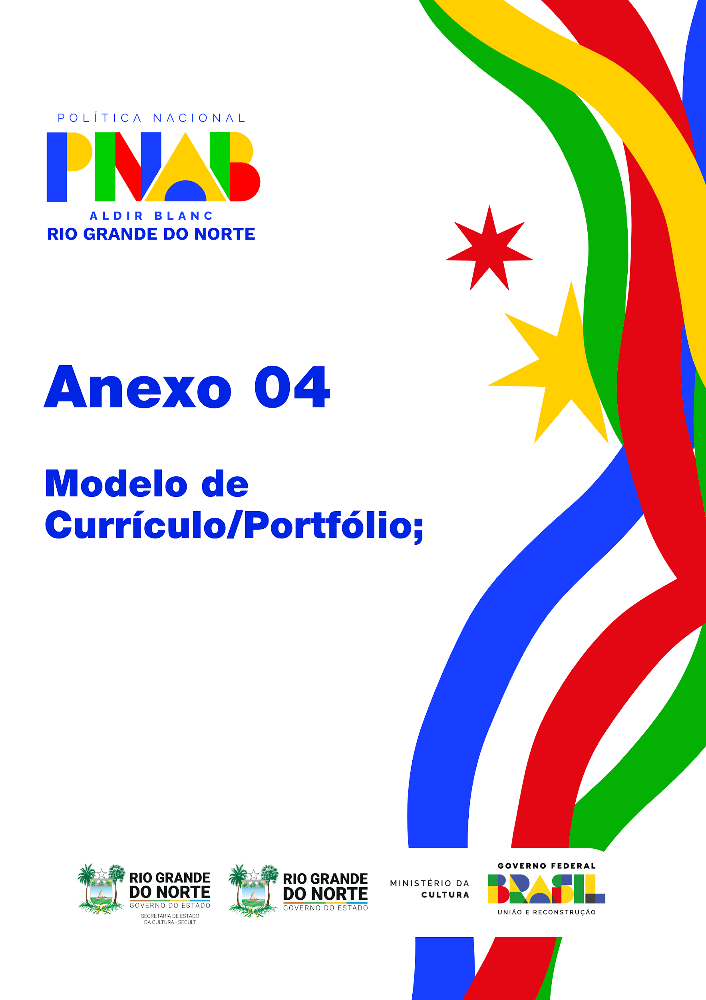 POLÍTICA NACIONAL
PNAB
ALDIR BLANC
RIO GRANDE DO NORTE
Anexo 04
Modelo de
Currículo/Portfólio;
RIO GRANDE
DO NORTE
GOVERNO DO ESTADO
SECRETARIA DE ESTADO
DA CULTURA - SECULT
RIO GRANDE
DO NORTE
GOVERNO DO ESTADO
MINISTÉRIO DA
CULTURA
GOVERNO FEDERAL
BRASIL
UNIÃO E RECONSTRUÇÃO